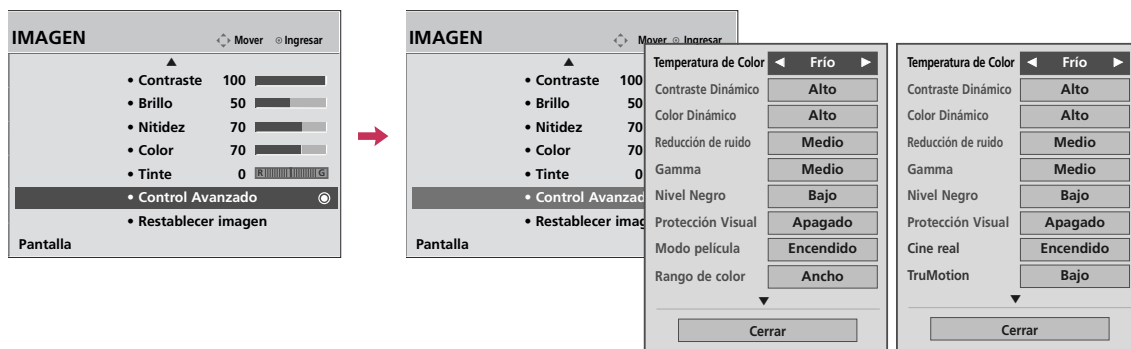 IMAGEN
Mover Ingresar
• Contraste 100
• Brillo 50
• Nitidez 70
• Color 70
• Tinte 0 R G
• Control Avanzado
• Restablecer imagen
Pantalla
IMAGEN
Mover Ingresar
• Contraste 100
• Brillo 50
• Nitidez 70
• Color 70
• Tinte 0
• Control Avanzad
• Restablecer imag
Pantalla
Temperatura de Color ◀ Frío ▶
Contraste Dinámico Alto
Color Dinámico Alto
Reducción de ruido Medio
Gamma Medio
Nivel Negro Bajo
Protección Visual Apagado
Modo película Encendido
Rango de color Ancho
Cerrar
Temperatura de Color ◀ Frío ▶
Contraste Dinámico Alto
Color Dinámico Alto
Reducción de ruido Medio
Gamma Medio
Nivel Negro Bajo
Protección Visual Apagado
Cine real Encendido
TruMotion Bajo
Cerrar